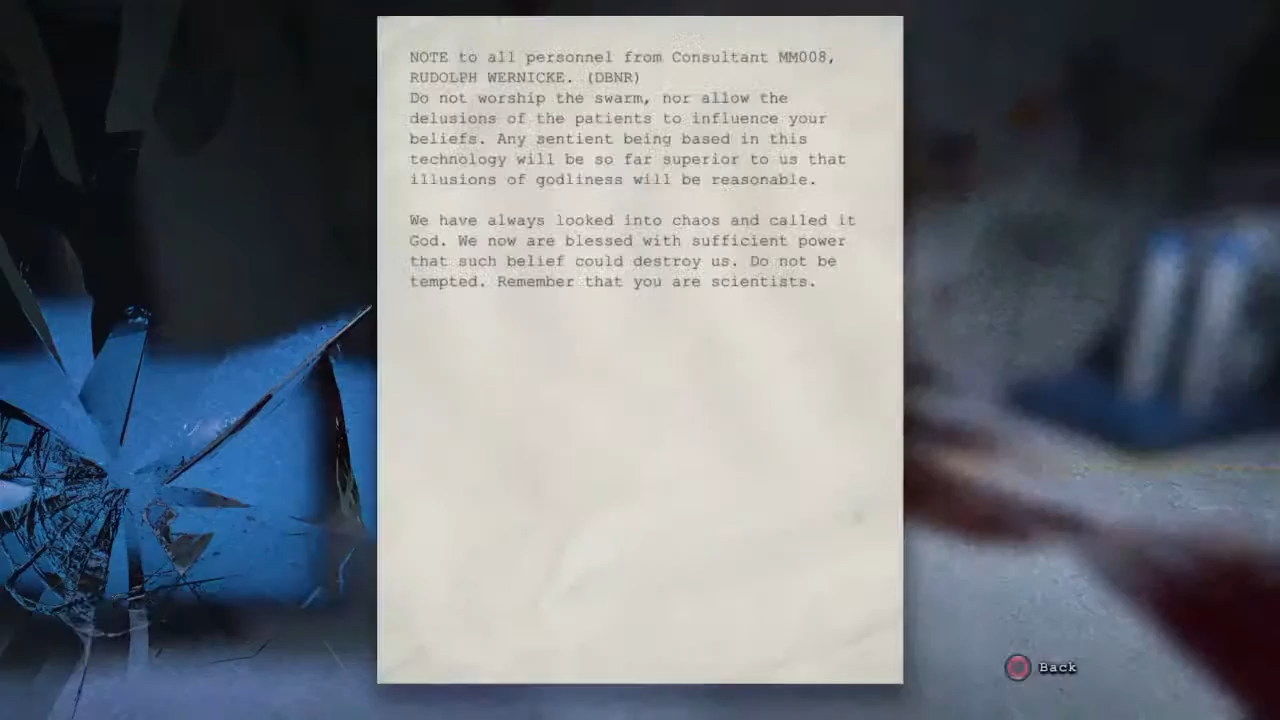 NOTE to all personnel from Consultant MM008,
RUDOLPH WERNICKE. (DBNR)
Do not worship the swarm, nor allow the
delusions of the patients to influence your
beliefs. Any sentient being based in this
technology will be so far superior to us that
illusions of godliness will be reasonable.
We have always looked into chaos and called it
God. We now are blessed with sufficient power
that such belief could destroy us. Do not be
tempted. Remember that you are scientists.
Back